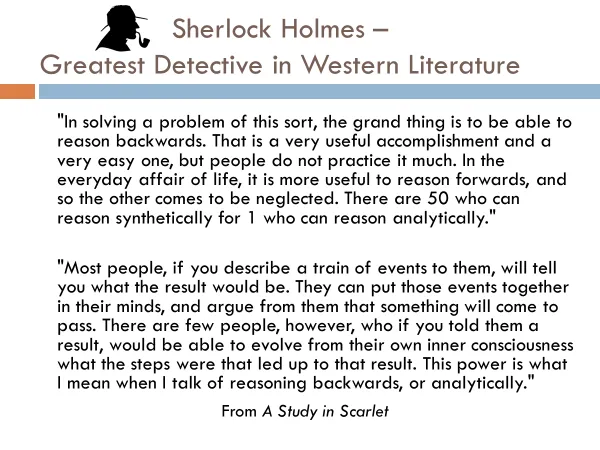 Sherlock Holmes –
Greatest Detective in Western Literature
"In solving a problem of this sort, the grand thing is to be able to
reason backwards. That is a very useful accomplishment and a
very easy one, but people do not practice it much. In the
everyday affair of life, it is more useful to reason forwards, and
so the other comes to be neglected. There are 50 who can
reason synthetically for 1 who can reason analytically."
"Most people, if you describe a train of events to them, will tell
you what the result would be. They can put those events together
in their minds, and argue from them that something will come to
pass. There are few people, however, who if you told them a
result, would be able to evolve from their own inner consciousness
what the steps were that led up to that result. This power is what
I mean when I talk of reasoning backwards, or analytically."
From A Study in Scarlet